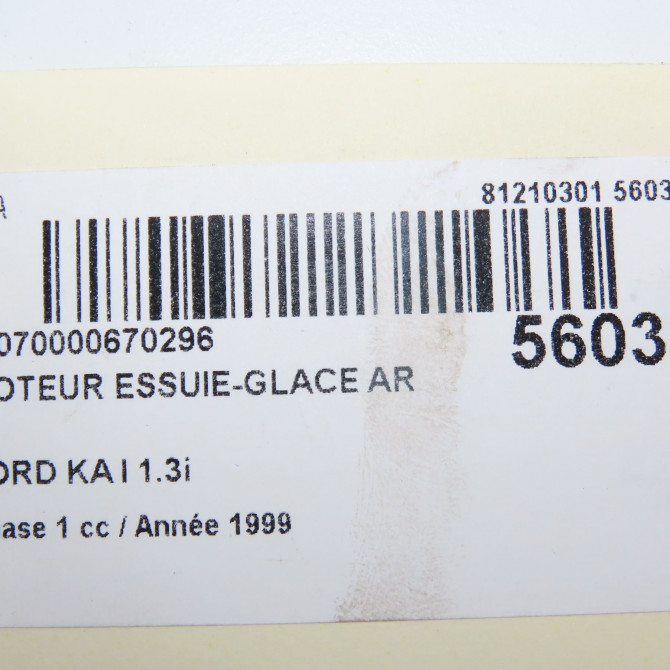 81210301 5603
070000670296
5603
OTEUR ESSUIE-GLACE AR
ORD KA I 1.3i
ase 1 cc / Année 1999